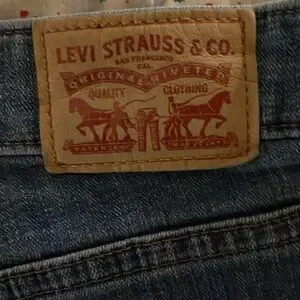 LEVI STRAUSS & CO.
SAN FRANCISCO
CAL.
ORIGINAL RIVETED
QUALITY CLOTHING